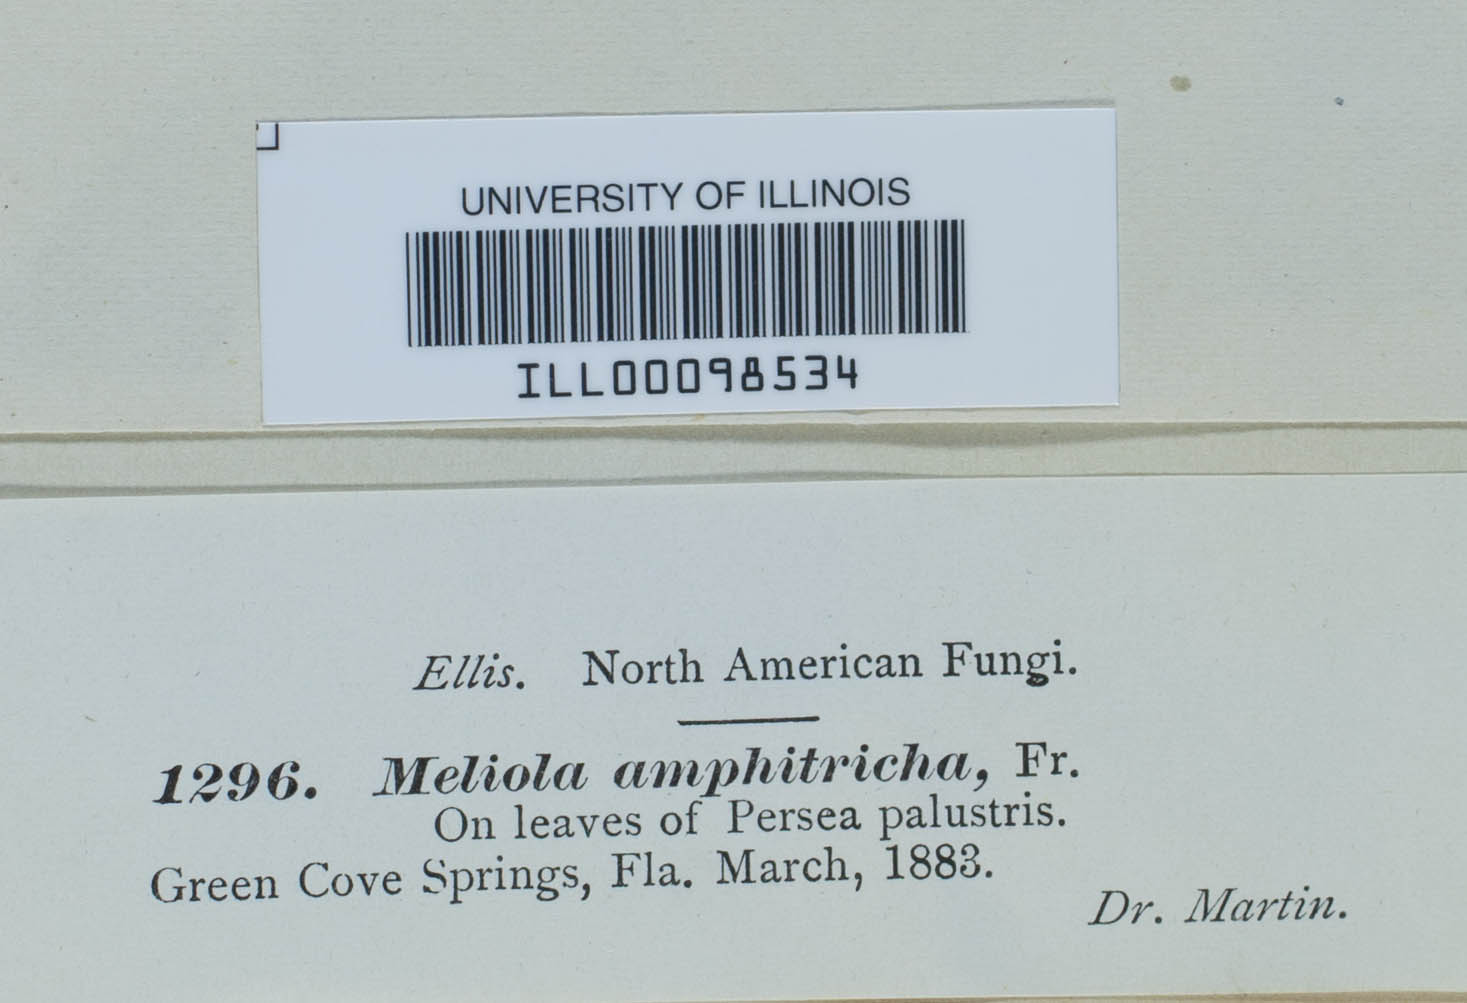 UNIVERSITY OF ILLINOIS
ILL00098534
Ellis. North American Fungi.
1296. Meliola amphitricha, Fr.
On leaves of Persea palustris.
Green Cove Springs, Fla. March, 1883.
Dr. Martin.